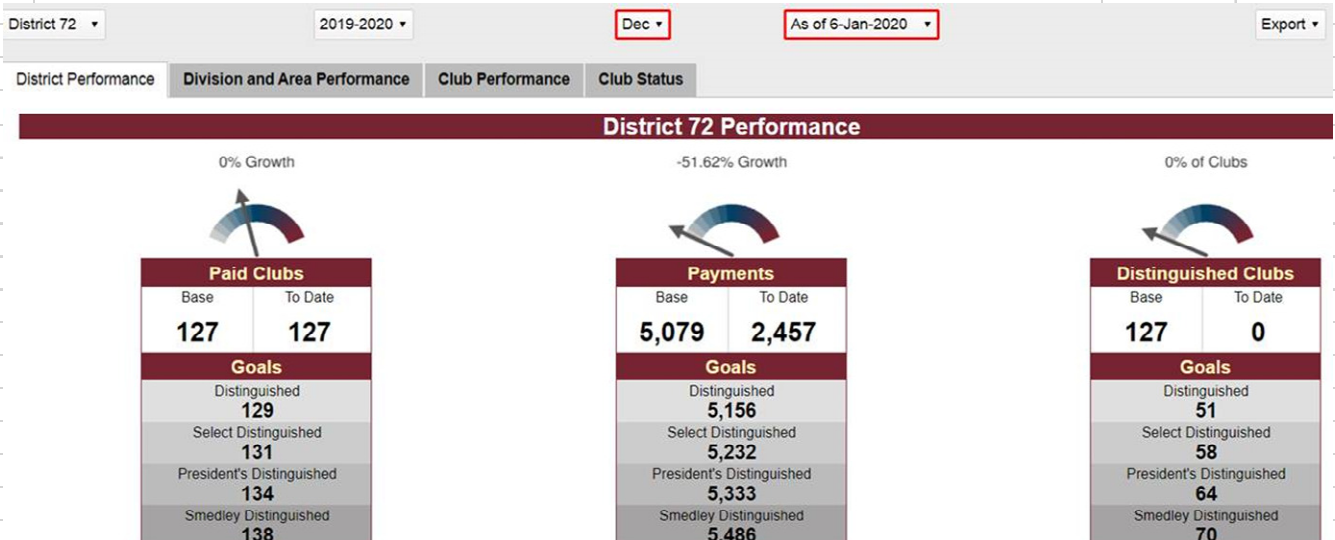 District 72 2019-2020 Dec As of 6-Jan-2020 Export
District Performance Division and Area Performance Club Performance Club Status
District 72 Performance
0% Growth
Paid Clubs
Base To Date
127 127
Goals
Distinguished
129
Select Distinguished
131
President's Distinguished
134
Smedley Distinguished
138
-51.62% Growth
Payments
Base To Date
5,079 2,457
Goals
Distinguished
5,156
Select Distinguished
5,232
President's Distinguished
5,333
Smedley Distinguished
5,486
0% of Clubs
Distinguished Clubs
Base To Date
127 0
Goals
Distinguished
51
Select Distinguished
58
President's Distinguished
64
Smedley Distinguished
70